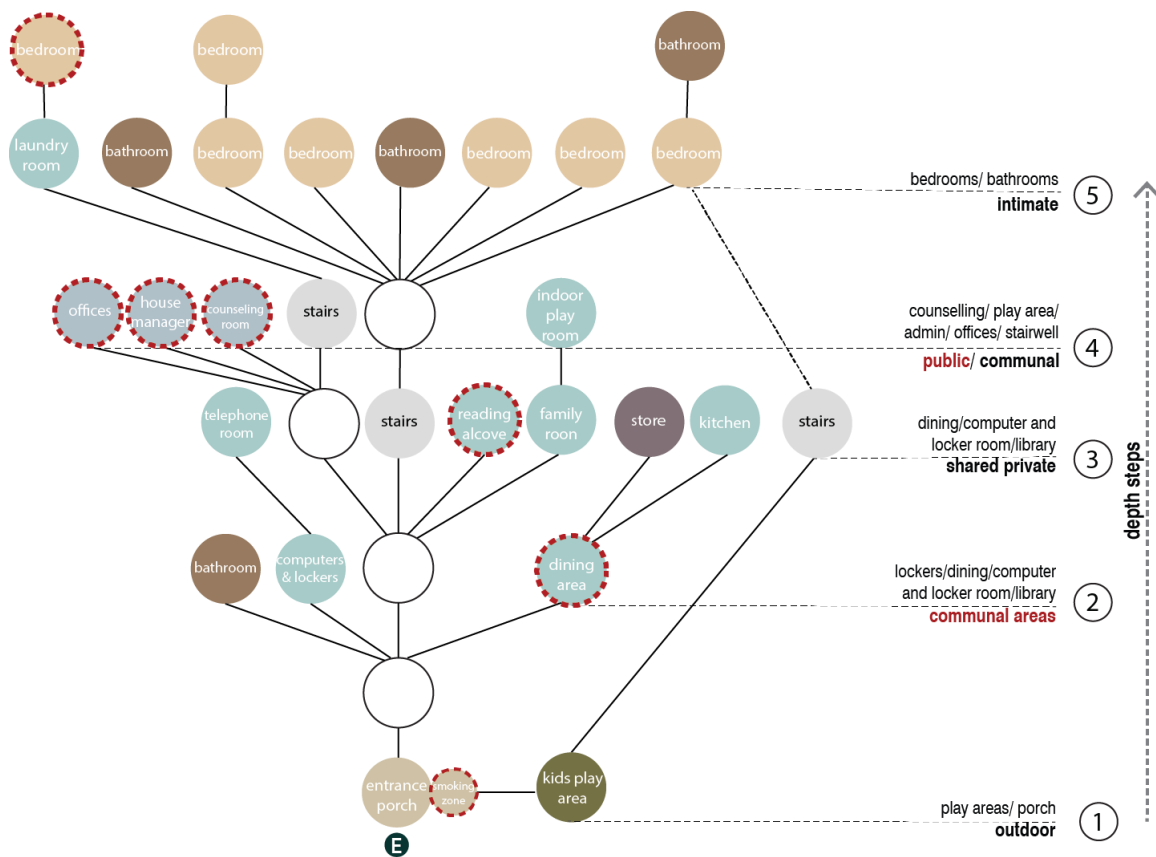 bedroom
bedroom
bathroom
laundry
room
bathroom
bedroom
bedroom
bathroom
bedroom
bedroom
bedroom
bedrooms/ bathrooms
intimate
5
offices
house
manager
counseling
room
stairs
indoor
play
room
counselling/ play area/
admin/ offices/ stairwell
public/ communal
4
telephone
room
stairs
reading
alcove
family
roon
store
kitchen
stairs
dining/computer and
locker room/library
shared private
3
depth steps
bathroom
computers
& lockers
dining
area
lockers/dining/computer
and locker room/library
communal areas
2
entrance
porch
smoking
zone
kids play
area
play areas/ porch
outdoor
1
E